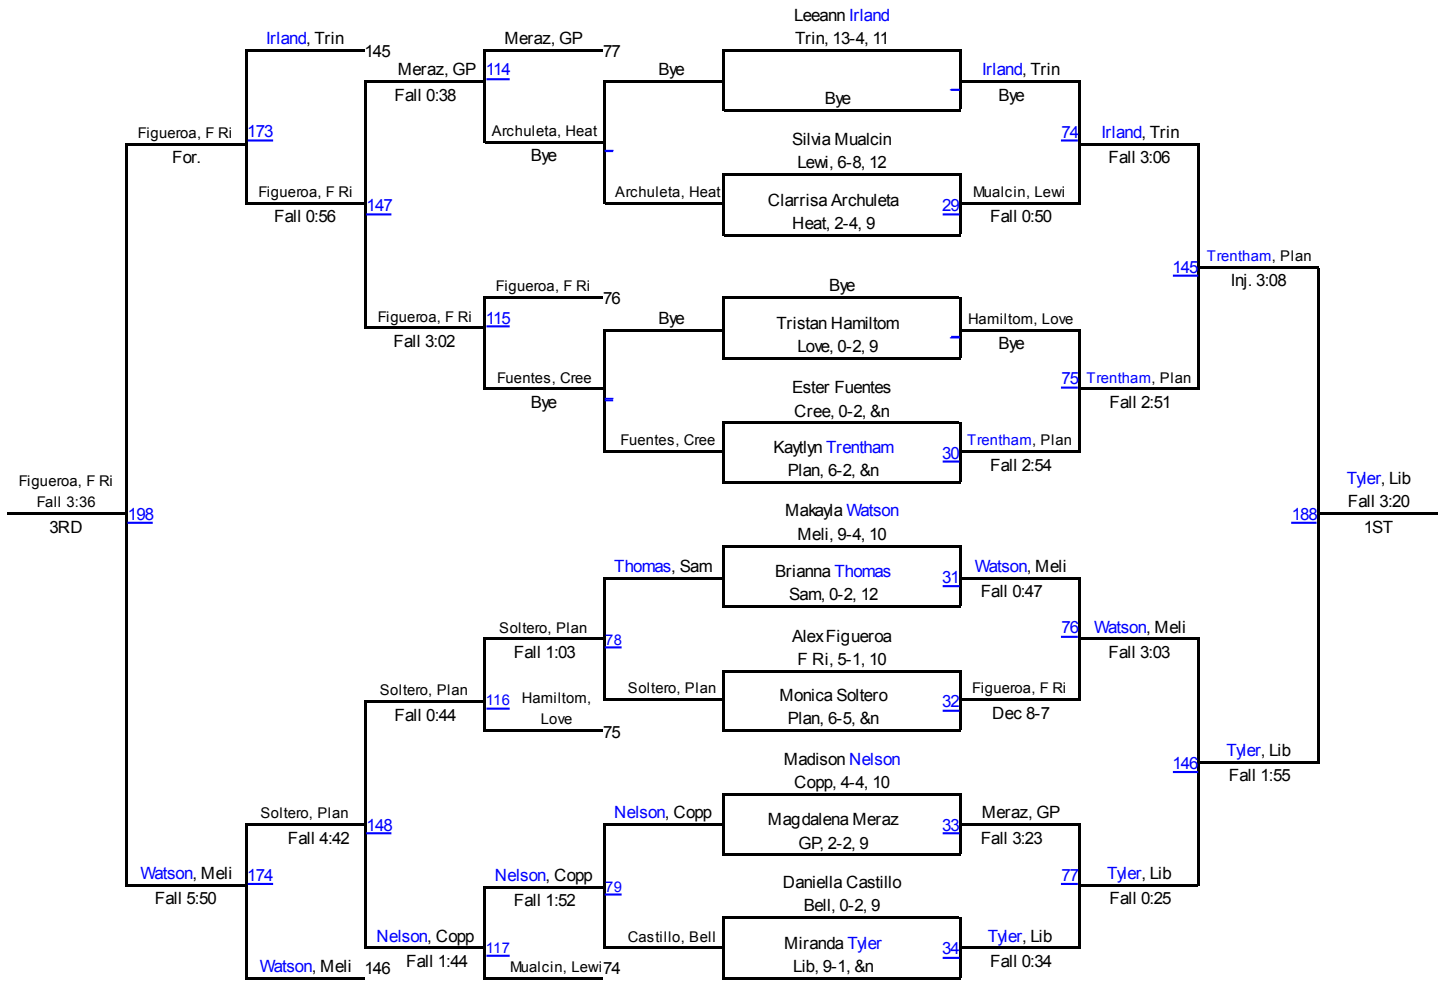 Leeann Irland
Trin, 13-4, 11
Irland, Trin
145
Meraz, GP
77
Meraz, GP
114
Fall 0:38
Bye
Bye
Irland, Trin
Bye
Figueroa, F Ri
173
For.
Archuleta, Heat
Bye
Silvia Mualcin
Lewi, 6-8, 12
74
Irland, Trin
Fall 3:06
Figueroa, F Ri
Fall 0:56
147
Archuleta, Heat
Clarrisa Archuleta
Heat, 2-4, 9
29
Mualcin, Lewi
Fall 0:50
145
Trentham, Plan
Inj. 3:08
Figueroa, F Ri
76
Bye
Figueroa, F Ri
115
Fall 3:02
Bye
Tristan Hamiltom
Love, 0-2, 9
Hamiltom, Love
Bye
Fuentes, Cree
Bye
Ester Fuentes
Cree, 0-2, &n
75
Trentham, Plan
Fall 2:51
Fuentes, Cree
Kaytlyn Trentham
Plan, 6-2, &n
30
Trentham, Plan
Fall 2:54
Figueroa, F Ri
Fall 3:36
3RD
198
Makayla Watson
Meli, 9-4, 10
188
Tyler, Lib
Fall 3:20
1ST
Thomas, Sam
Brianna Thomas
Sam, 0-2, 12
31
Watson, Meli
Fall 0:47
Soltero, Plan
Fall 1:03
78
Alex Figueroa
F Ri, 5-1, 10
76
Watson, Meli
Fall 3:03
Soltero, Plan
Fall 0:44
116
Hamiltom,
Love
75
Soltero, Plan
Monica Soltero
Plan, 6-5, &n
32
Figueroa, F Ri
Dec 8-7
Madison Nelson
Copp, 4-4, 10
146
Tyler, Lib
Fall 1:55
Soltero, Plan
Fall 4:42
148
Nelson, Copp
Magdalena Meraz
GP, 2-2, 9
33
Meraz, GP
Fall 3:23
Watson, Meli
Fall 5:50
174
Nelson, Copp
Fall 1:52
79
Daniella Castillo
Bell, 0-2, 9
77
Tyler, Lib
Fall 0:25
Nelson, Copp
Fall 1:44
117
Castillo, Bell
Miranda Tyler
Lib, 9-1, &n
34
Tyler, Lib
Fall 0:34
Watson, Meli
146
Mualcin, Lewi
74